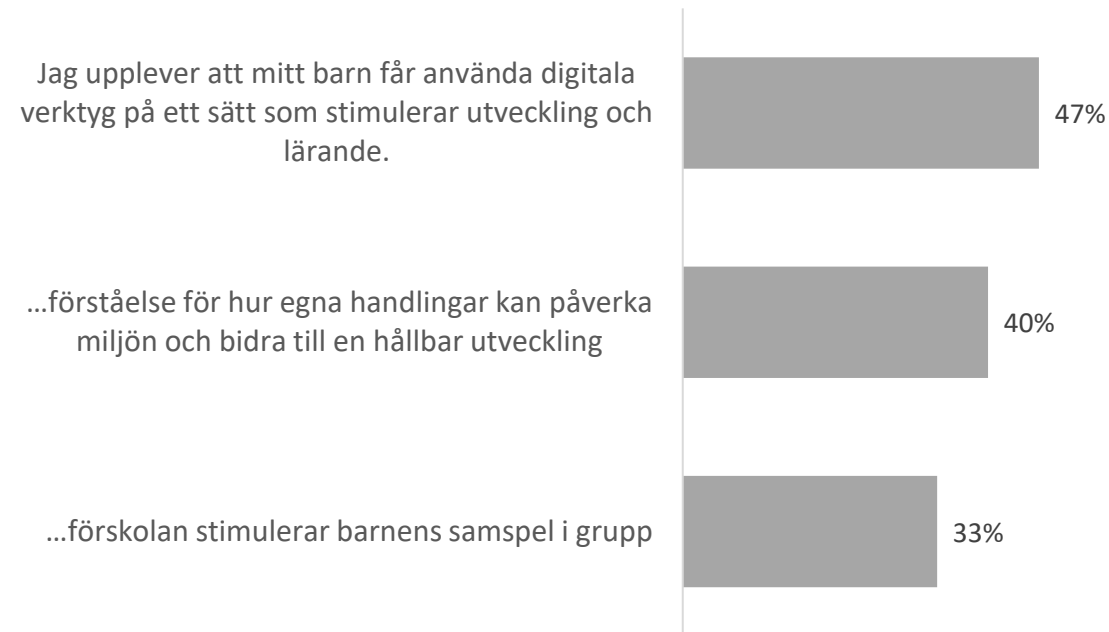 Jag upplever att mitt barn får använda digitala
verktyg på ett sätt som stimulerar utveckling och
lärande.
47%
…förståelse för hur egna handlingar kan påverka
miljön och bidra till en hållbar utveckling
40%
…förskolan stimulerar barnens samspel i grupp
33%